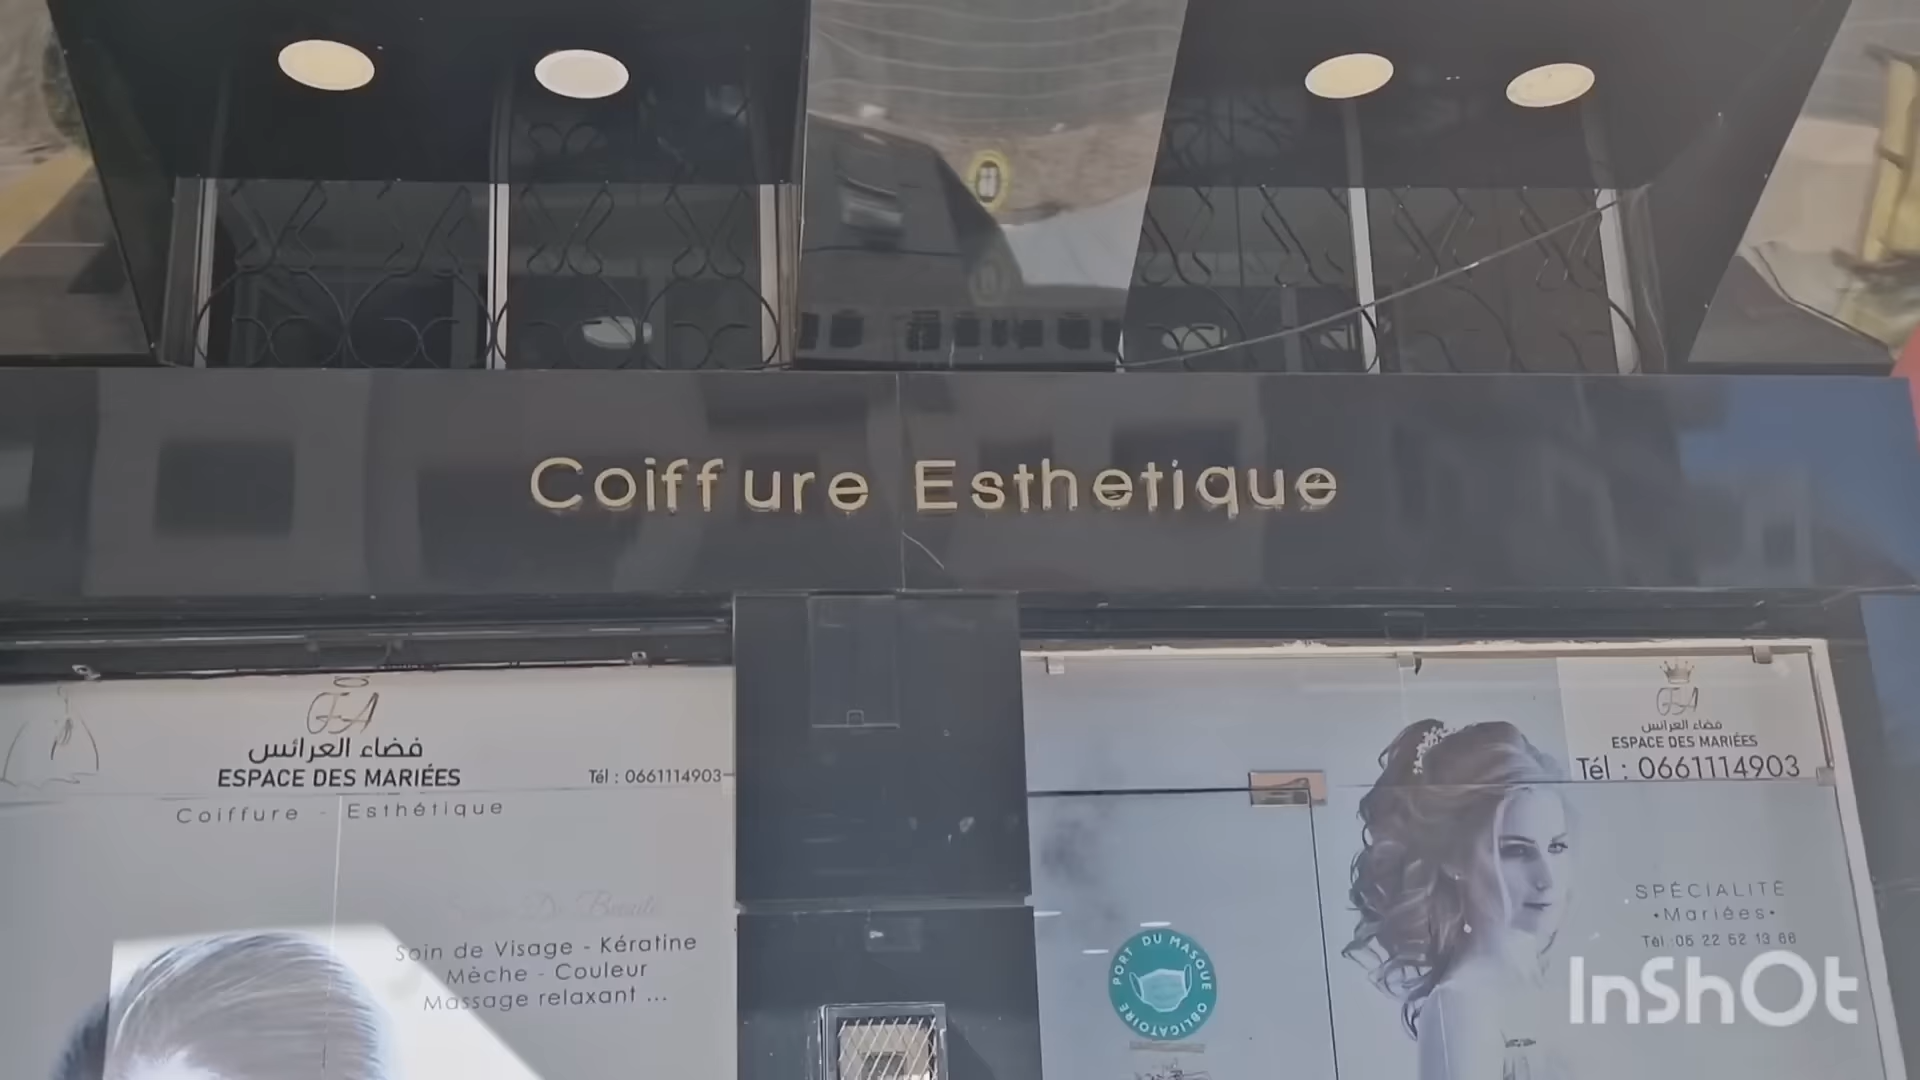 Coiffure Esthetique
EA
فضاء العرائس
ESPACE DES MARIÉES
Tél : 0661114903
Coiffure - Esthétique
Soin de Visage - Kératine
Mèche - Couleur
Massage relaxant ...
EA
فضاء العرائس
ESPACE DES MARIÉES
Tél : 0661114903
SPÉCIALITÉ
•Mariées•
Tél:05 22 52 13 66
PORT DU MASQUE OBLIGATOIRE
InShOt